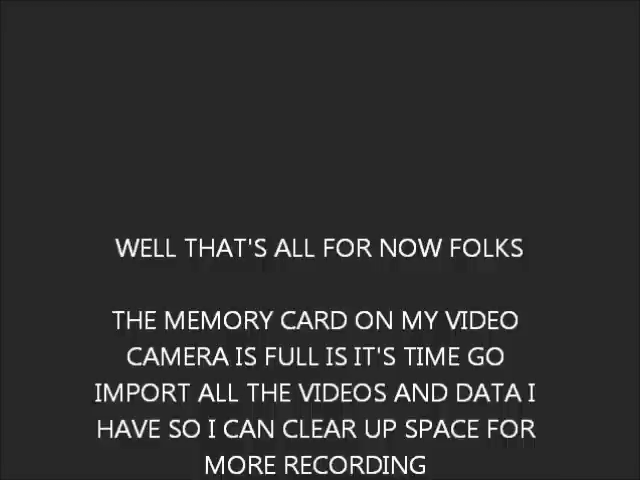 WELL THAT'S ALL FOR NOW FOLKS
THE MEMORY CARD ON MY VIDEO
CAMERA IS FULL IS IT'S TIME GO
IMPORT ALL THE VIDEOS AND DATA I
HAVE SO I CAN CLEAR UP SPACE FOR
MORE RECORDING